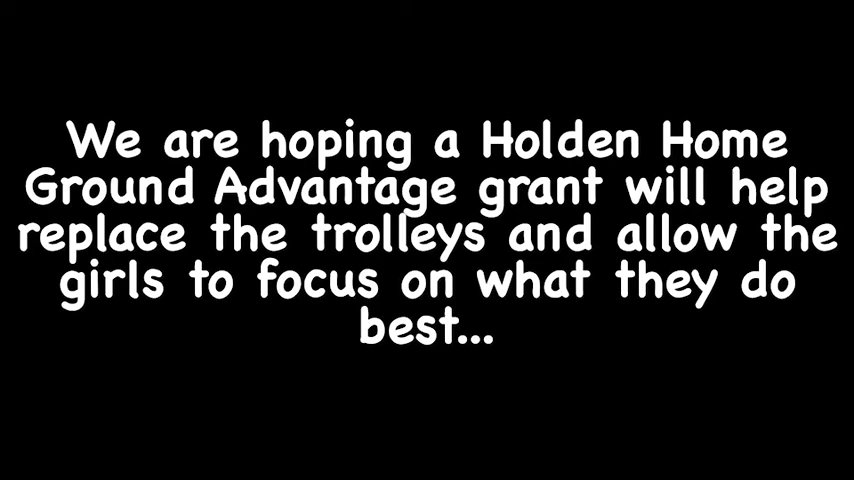 We are hoping a Holden Home
Ground Advantage grant will help
replace the trolleys and allow the
girls to focus on what they do
best...